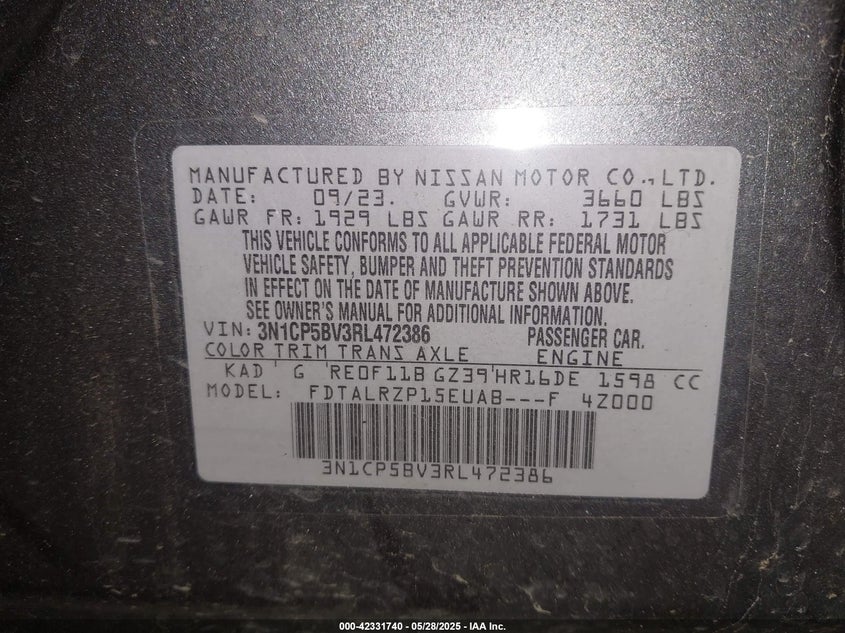 MANUFACTURED BY NISSAN MOTOR CO.,LTD.
DATE: 09/23. GVWR: 3660 LBS
GAWR FR: 1929 LBS GAWR RR: 1731 LBS
THIS VEHICLE CONFORMS TO ALL APPLICABLE FEDERAL MOTOR
VEHICLE SAFETY, BUMPER AND THEFT PREVENTION STANDARDS
IN EFFECT ON THE DATE OF MANUFACTURE SHOWN ABOVE.
SEE OWNER'S MANUAL FOR ADDITIONAL INFORMATION.
VIN: 3N1CP5BV3RL472386 PASSENGER CAR.
COLOR TRIM TRANS AXLE ENGINE
KAD ' G 'RE0F11B GZ39'HR16DE 1598 CC
MODEL: FDTALRZP15EUAB---F 4Z000
3N1CP5BV3RL472386
000-42331740 - 05/28/2025 - IAA Inc.